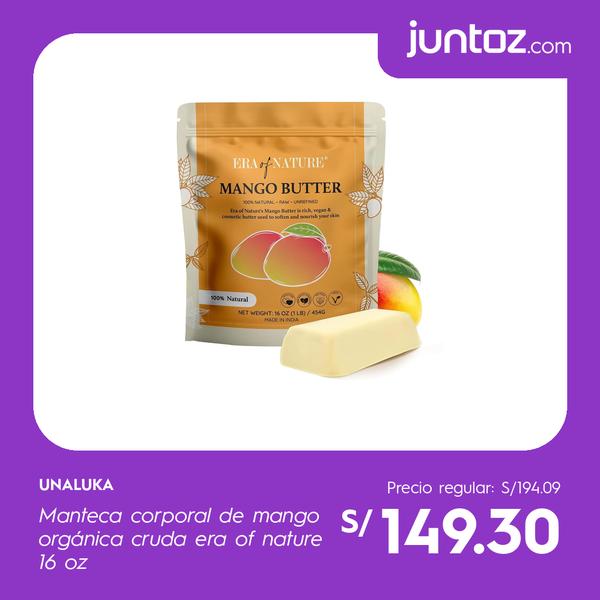 juntoz.com
ERA of NATURE®
MANGO BUTTER
100% NATURAL • RAW • UNREFINED
Era of Nature's Mango Butter is rich, vegan &
cosmetic butter used to soften and nourish your skin
100% Natural
NET WEIGHT: 16 OZ (1 LB) / 454G
MADE IN INDIA
UNALUKA
Manteca corporal de mango
orgánica cruda era of nature
16 oz
Precio regular: S/194.09
S/149.30